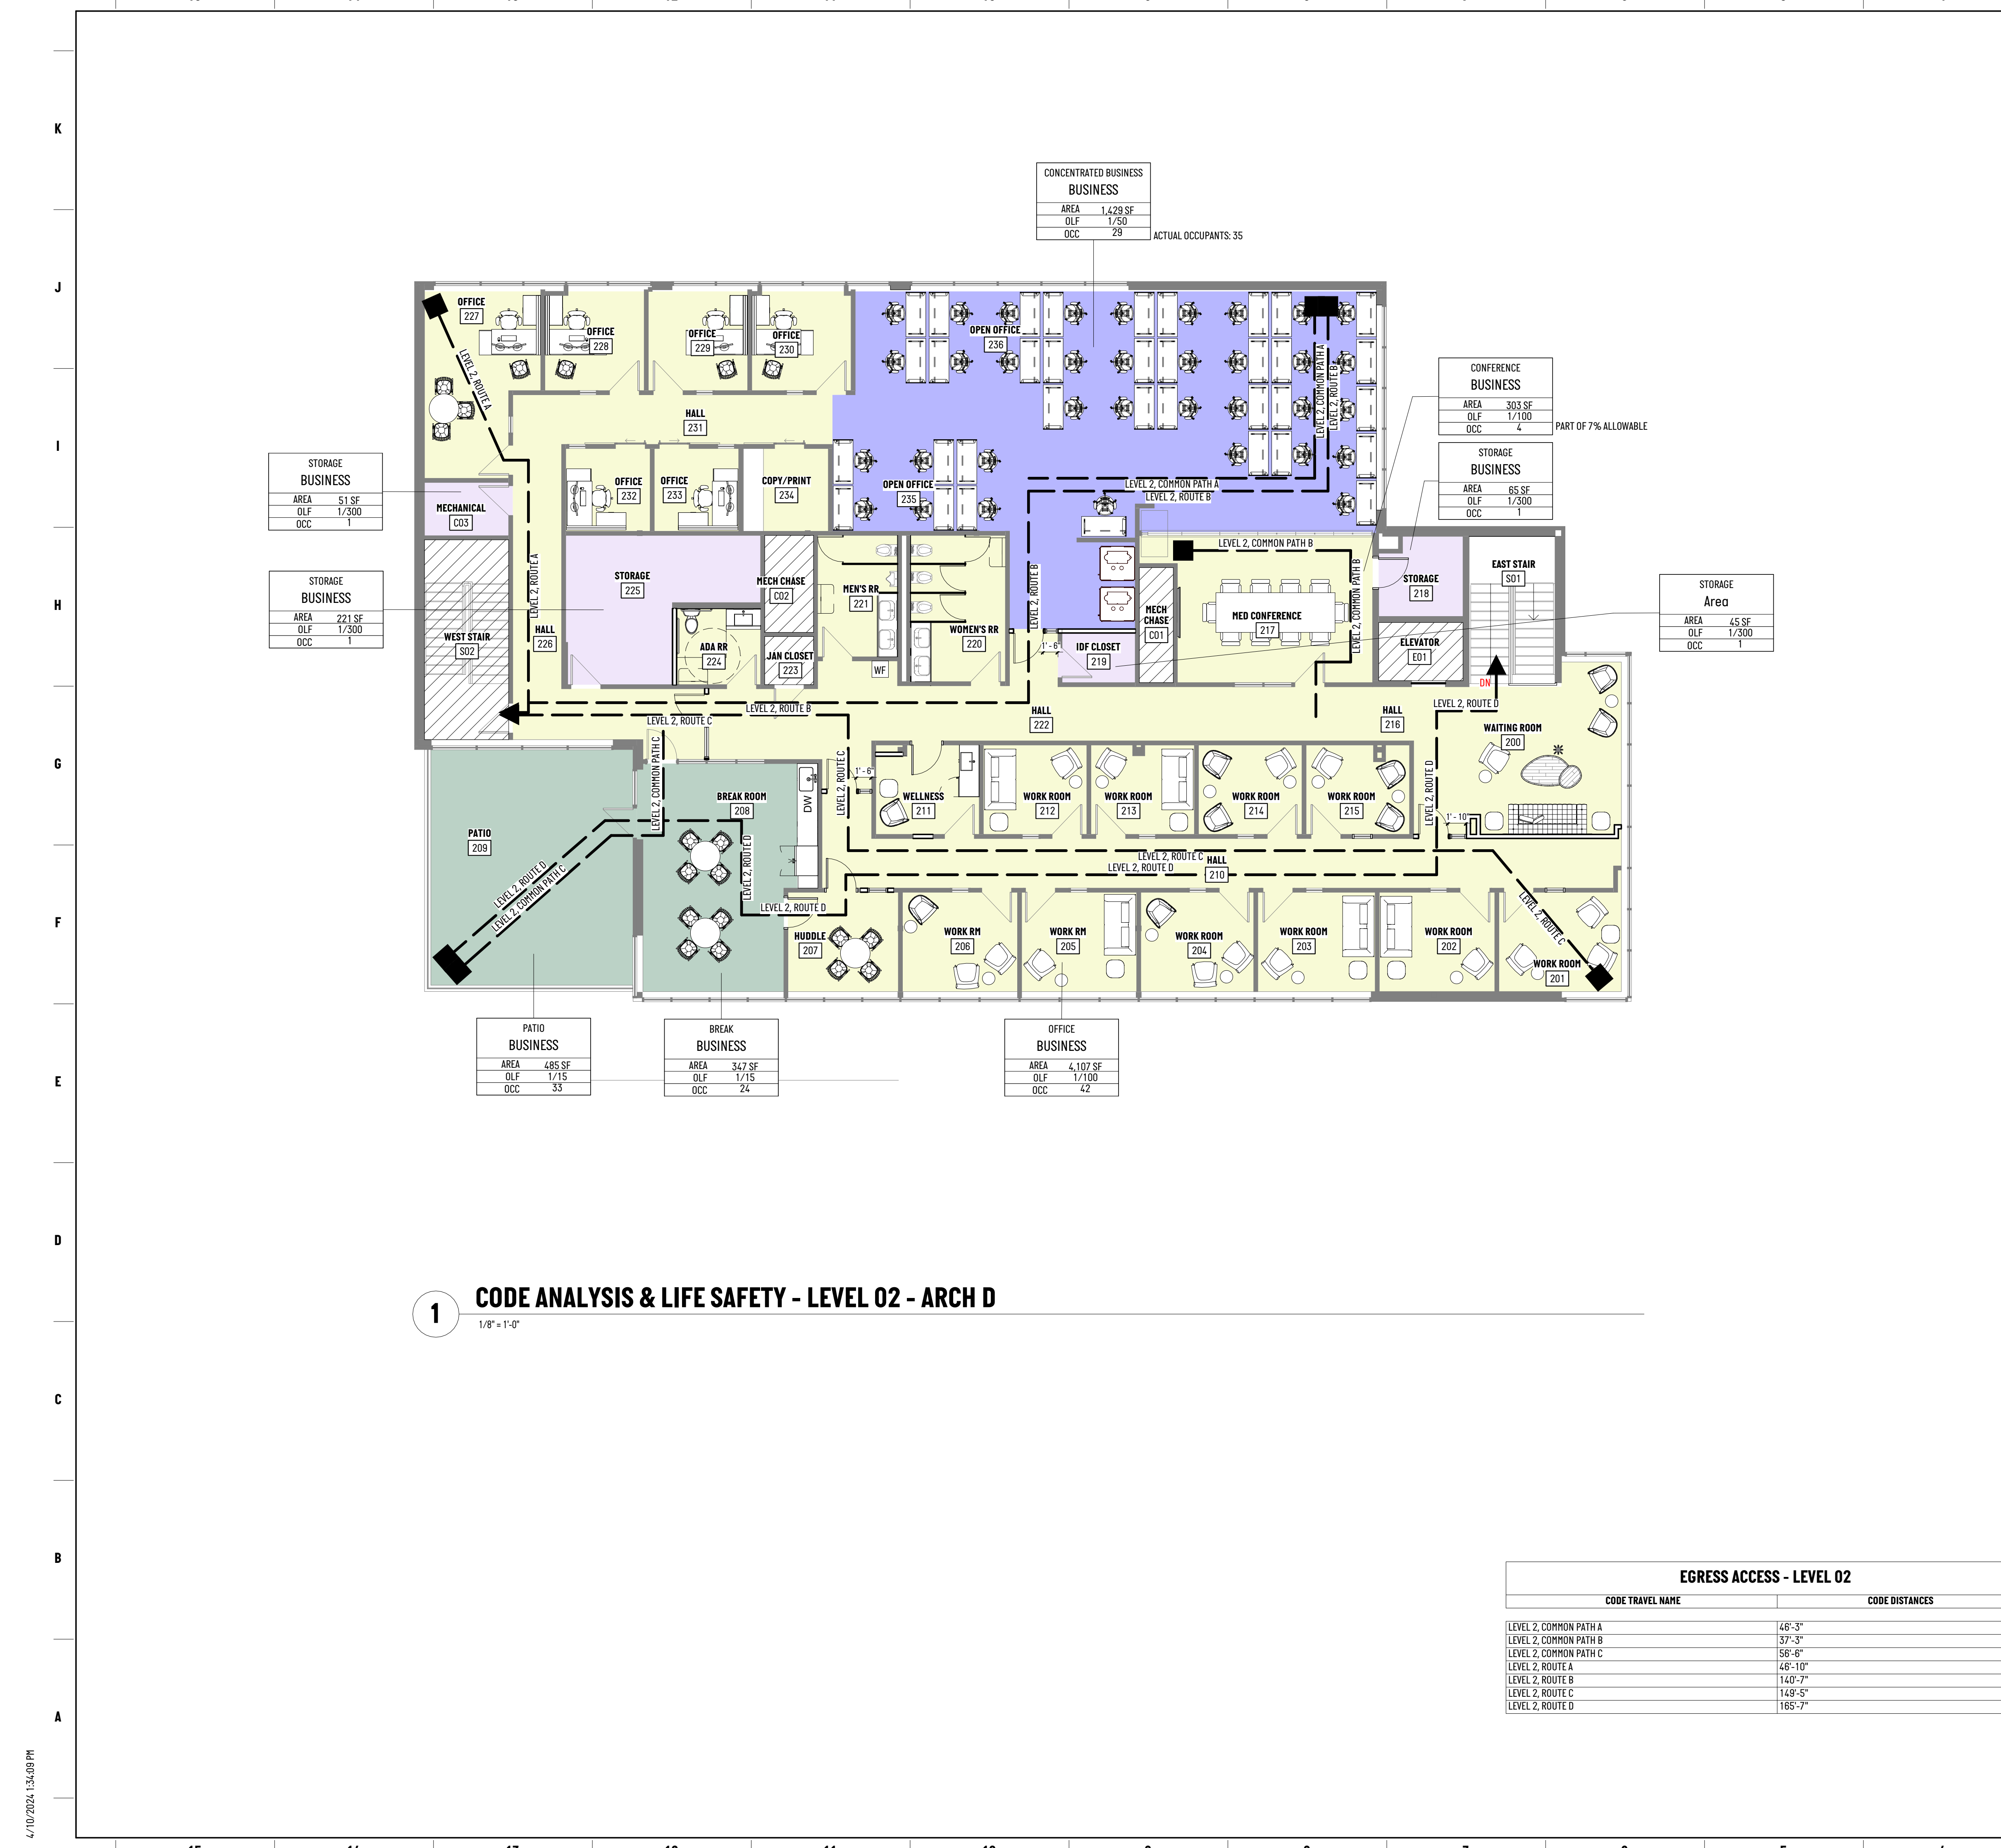 K
J
I
H
G
F
E
D
C
B
A
CONCENTRATED BUSINESS
BUSINESS
AREA 1,429 SF
OLF 1/50
OCC 29
ACTUAL OCCUPANTS: 35
CONFERENCE
BUSINESS
AREA 303 SF
OLF 1/100
OCC 4
PART OF 7% ALLOWABLE
STORAGE
BUSINESS
AREA 65 SF
OLF 1/300
OCC 1
STORAGE
BUSINESS
AREA 51 SF
OLF 1/300
OCC 1
STORAGE
BUSINESS
AREA 221 SF
OLF 1/300
OCC 1
STORAGE
Area
AREA 45 SF
OLF 1/300
OCC 1
OFFICE
227
OFFICE
228
OFFICE
229
OFFICE
230
OPEN OFFICE
236
LEVEL 2, ROUTE A
LEVEL 2, COMMON PATH A
LEVEL 2, ROUTE B
HALL
231
OFFICE
232
OFFICE
233
COPY/PRINT
234
OPEN OFFICE
235
LEVEL 2, COMMON PATH A
LEVEL 2, ROUTE B
MECHANICAL
C03
LEVEL 2, ROUTE A
STORAGE
225
MECH CHASE
C02
MEN'S RR
221
WOMEN'S RR
220
LEVEL 2, ROUTE B
LEVEL 2, COMMON PATH B
LEVEL 2, COMMON PATH B
MECH
CHASE
C01
MED CONFERENCE
217
STORAGE
218
EAST STAIR
S01
WEST STAIR
S02
HALL
226
ADA RR
224
JAN CLOSET
223
WF
1' - 6"
IDF CLOSET
219
ELEVATOR
E01
DN
LEVEL 2, ROUTE B
LEVEL 2, ROUTE C
HALL
222
HALL
216
LEVEL 2, ROUTE D
WAITING ROOM
200
LEVEL 2, COMMON PATH C
LEVEL 2, ROUTE C
1' - 6"
LEVEL 2, ROUTE D
1' - 10"
PATIO
209
BREAK ROOM
208
DW
WELLNESS
211
WORK ROOM
212
WORK ROOM
213
WORK ROOM
214
WORK ROOM
215
LEVEL 2, ROUTE D
LEVEL 2, COMMON PATH C
LEVEL 2, ROUTE D
LEVEL 2, ROUTE D
LEVEL 2, ROUTE C
LEVEL 2, ROUTE D
HALL
210
LEVEL 2, ROUTE C
HUDDLE
207
WORK RM
206
WORK RM
205
WORK ROOM
204
WORK ROOM
203
WORK ROOM
202
WORK ROOM
201
PATIO
BUSINESS
AREA 485 SF
OLF 1/15
OCC 33
BREAK
BUSINESS
AREA 347 SF
OLF 1/15
OCC 24
OFFICE
BUSINESS
AREA 4,107 SF
OLF 1/100
OCC 42
1
CODE ANALYSIS & LIFE SAFETY - LEVEL 02 - ARCH D
1/8" = 1'-0"
EGRESS ACCESS - LEVEL 02
CODE TRAVEL NAME CODE DISTANCES
LEVEL 2, COMMON PATH A 46'-3"
LEVEL 2, COMMON PATH B 37'-3"
LEVEL 2, COMMON PATH C 56'-6"
LEVEL 2, ROUTE A 46'-10"
LEVEL 2, ROUTE B 140'-7"
LEVEL 2, ROUTE C 149'-5"
LEVEL 2, ROUTE D 165'-7"
4/10/2024 1:34:09 PM